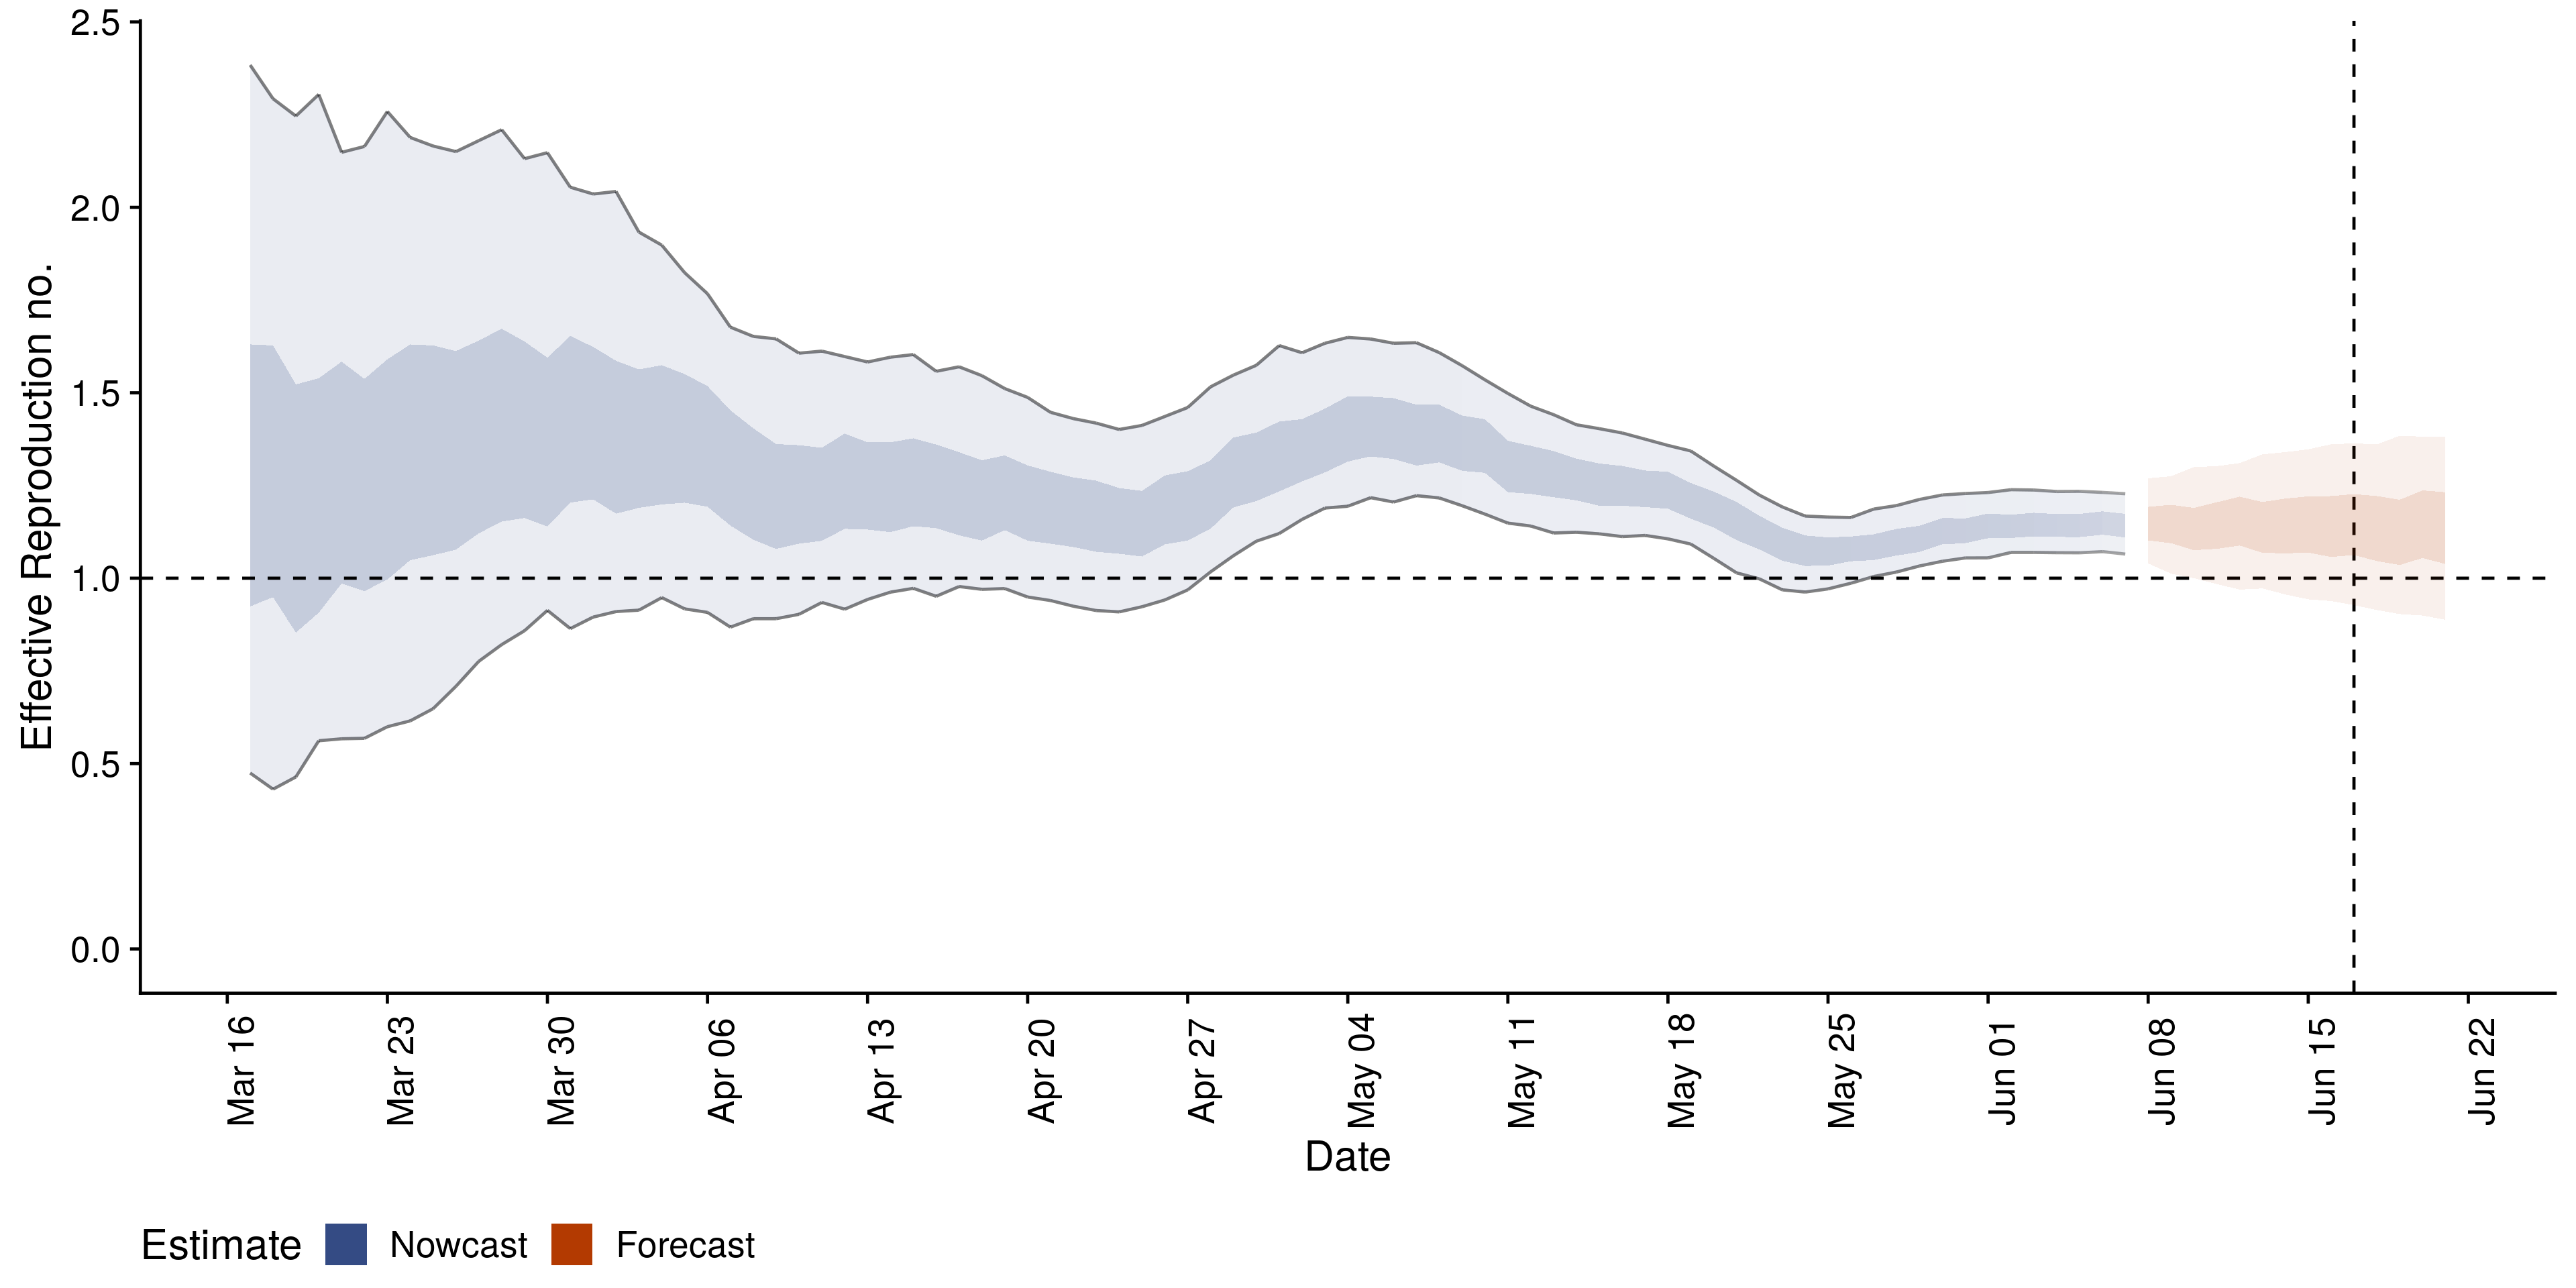 Effective Reproduction no.
2.5
2.0
1.5
1.0
0.5
0.0
Mar 16
Mar 23
Mar 30
Apr 06
Apr 13
Apr 20
Apr 27
May 04
May 11
May 18
May 25
Jun 01
Jun 08
Jun 15
Jun 22
Date
Estimate Nowcast Forecast